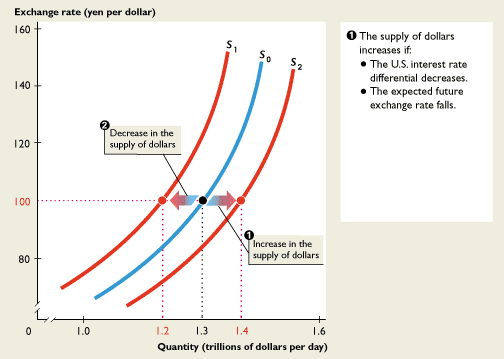 Exchange rate (yen per dollar)
160
140
120
100
80
0
1.0
1.2
1.3
1.4
1.6
Quantity (trillions of dollars per day)
S1
S0
S2
2
Decrease in the
supply of dollars
1
Increase in the
supply of dollars
1 The supply of dollars
increases if:
• The U.S. interest rate
differential decreases.
• The expected future
exchange rate falls.